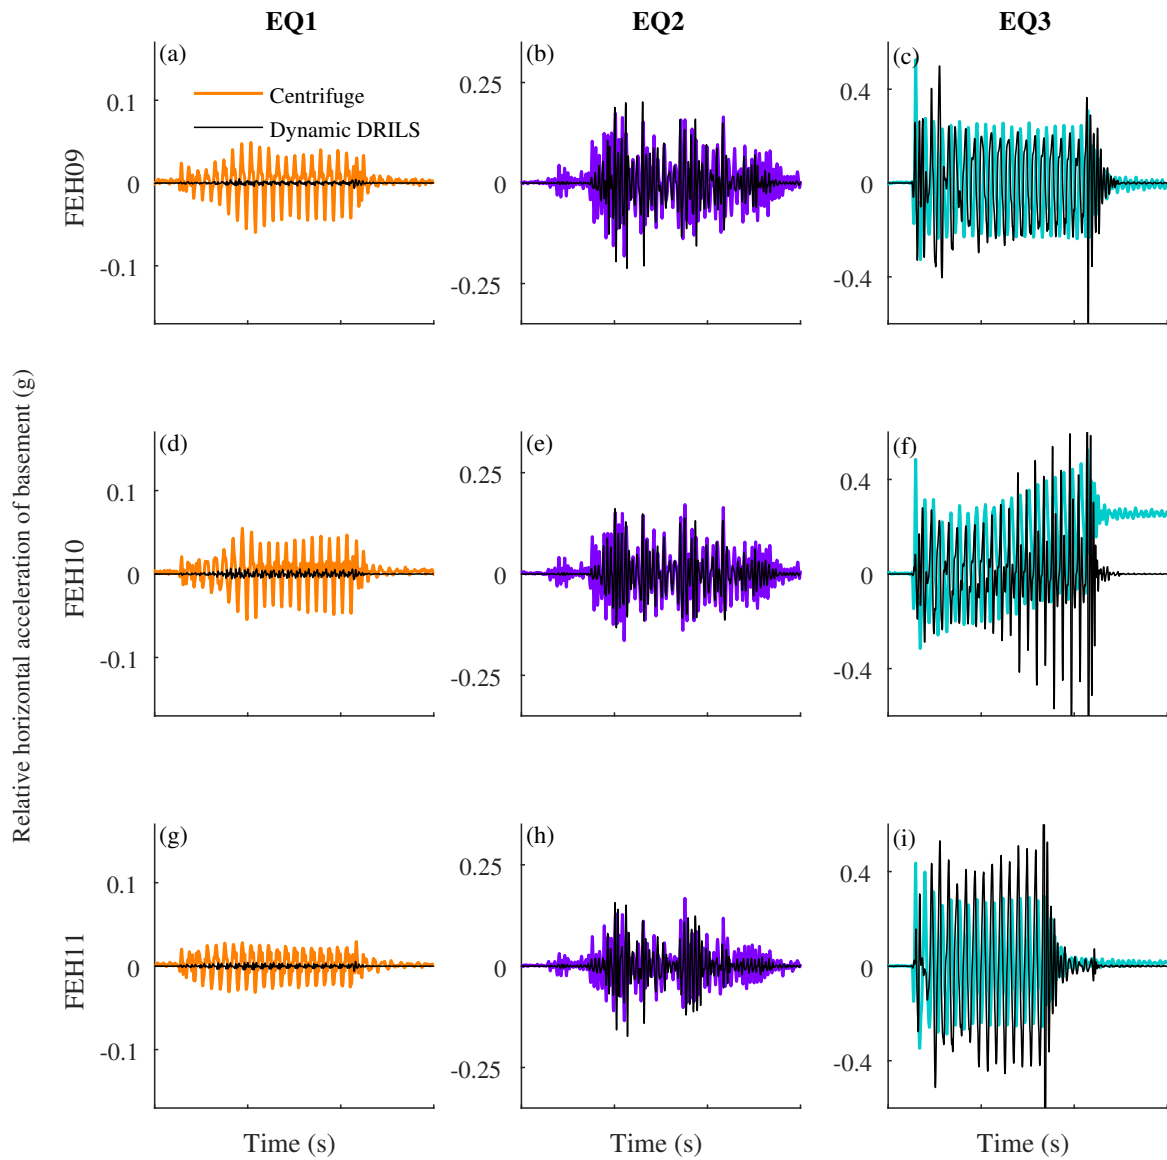 EQ1 EQ2 EQ3
Relative horizontal acceleration of basement (g)
FEH09
(a) (b) (c)
Centrifuge
Dynamic DRILS
0.1
0
-0.1
0.25
0
-0.25
0.4
0
-0.4
FEH10
(d) (e) (f)
0.1
0
-0.1
0.25
0
-0.25
0.4
0
-0.4
FEH11
(g) (h) (i)
0.1
0
-0.1
0.25
0
-0.25
0.4
0
-0.4
Time (s) Time (s) Time (s)